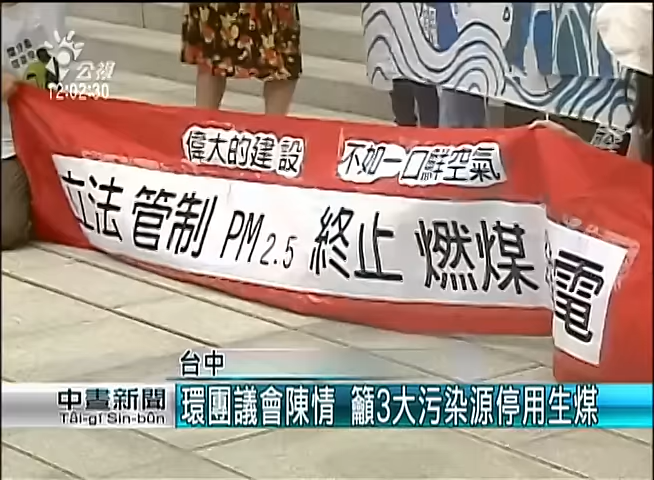 公視
12:02:30
偉大的建設 不如一口鮮空氣
立法管制 PM2.5 終止 燃煤 電
台中
中晝新聞
Tâi-gí Sin-bûn
環團議會陳情 籲3大污染源停用生煤